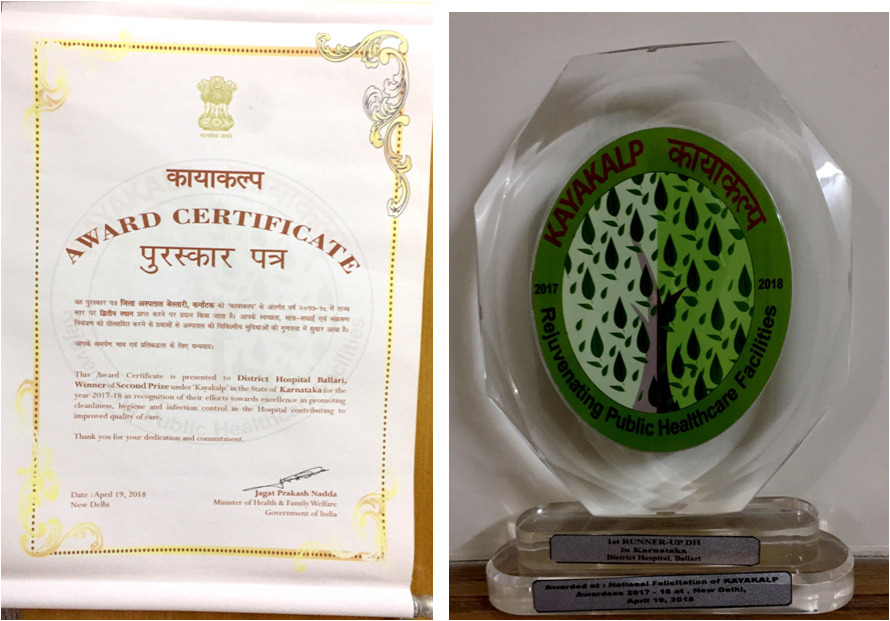 सत्यमेव जयते
कायाकल्प
AWARD CERTIFICATE
पुरस्कार पत्र
यह पुरस्कार पत्र जिला अस्पताल बेल्लारी, कर्नाटक को 'कायाकल्प' के अंतर्गत वर्ष २०१७-१८ में राज्य
स्तर पर द्वितीय स्थान प्राप्त करने पर प्रदान किया जाता है। आपके स्वच्छता, साफ-सफाई एवं संक्रमण
नियंत्रण को प्रोत्साहित करने के प्रयासों से अस्पताल की चिकित्सीय सुविधाओं की गुणवत्ता में सुधार आया है।
आपके समर्पण भाव एवं प्रतिबद्धता के लिए धन्यवाद।
This Award Certificate is presented to District Hospital Ballari,
Winner of Second Prize under 'Kayakalp' in the State of Karnataka for the
year 2017-18 in recognition of their efforts towards excellence in promoting
cleanliness, hygiene and infection control in the Hospital contributing to
improved quality of care.
Thank you for your dedication and commitment.
Jagat Prakash Nadda
Minister of Health & Family Welfare
Government of India
Date : April 19, 2018
New Delhi
KAYAKALP कायाकल्प
2017 2018
Rejuvenating Public Healthcare Facilities
1st RUNNER-UP DH
in Karnataka
District Hospital, Ballari
Awarded at : National Falicitation of KAYAKALP
Awardees 2017 - 18 at , New Delhi,
April 19, 2018